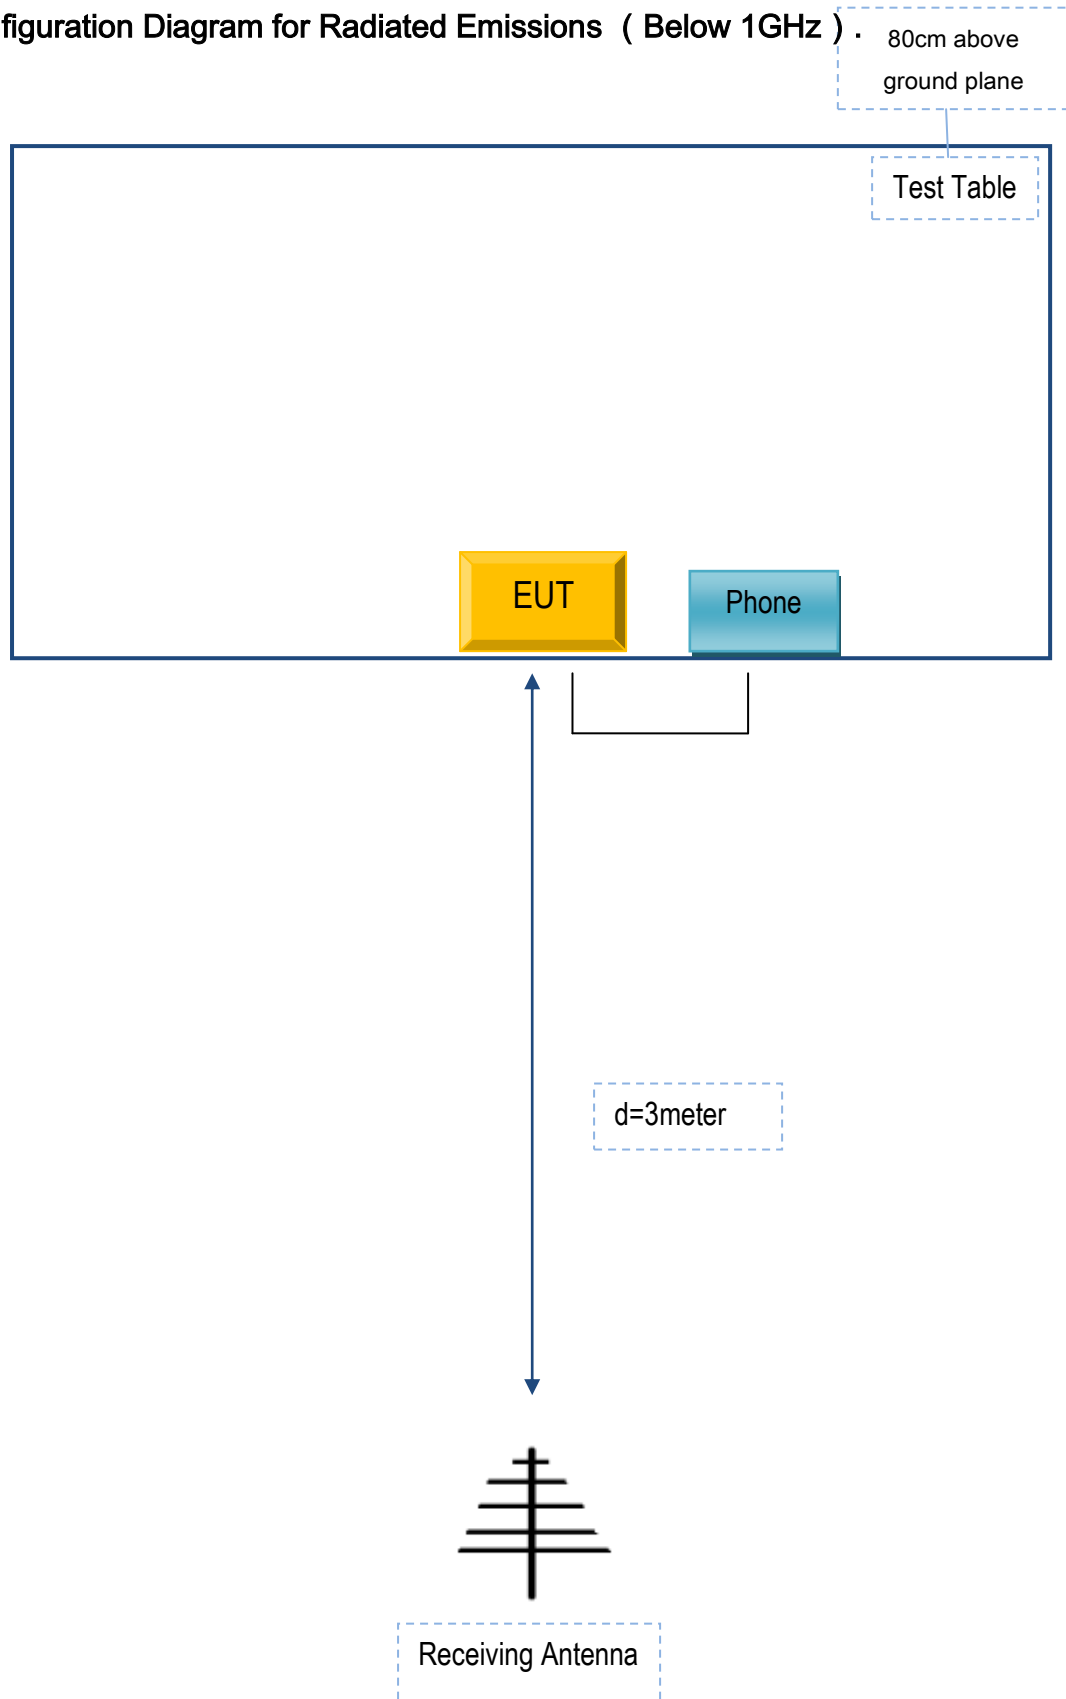 figuration Diagram for Radiated Emissions （Below 1GHz）.
80cm above
ground plane
Test Table
EUT
Phone
d=3meter
Receiving Antenna